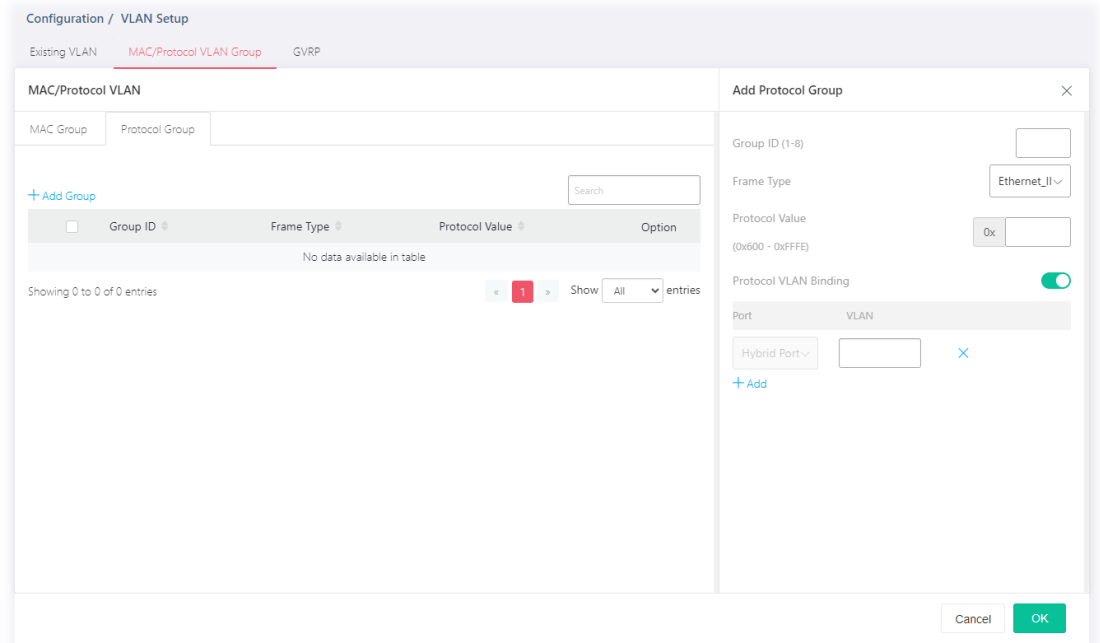 Configuration / VLAN Setup
Existing VLAN MAC/Protocol VLAN Group GVRP
MAC/Protocol VLAN
MAC Group Protocol Group
+ Add Group Search
Group ID Frame Type Protocol Value Option
No data available in table
Showing 0 to 0 of 0 entries « 1 » Show All entries
Add Protocol Group
Group ID (1-8)
Frame Type Ethernet_II
Protocol Value
(0x600 - 0xFFFE) 0x
Protocol VLAN Binding
Port VLAN
Hybrid Port
+ Add
Cancel OK